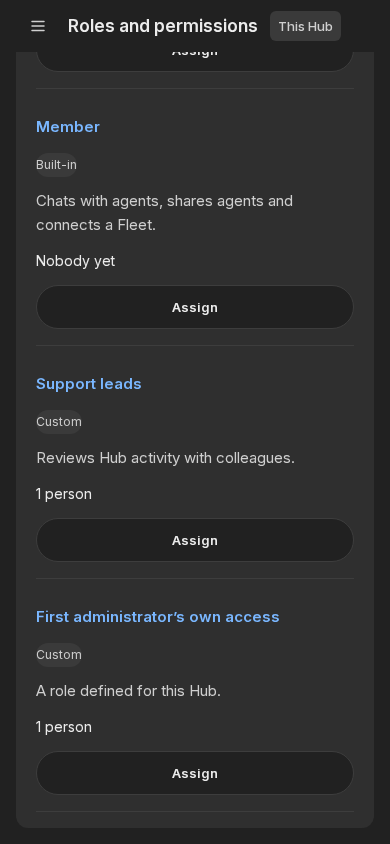 Roles and permissions
This Hub
Assign
Member
Built-in
Chats with agents, shares agents and
connects a Fleet.
Nobody yet
Assign
Support leads
Custom
Reviews Hub activity with colleagues.
1 person
Assign
First administrator’s own access
Custom
A role defined for this Hub.
1 person
Assign